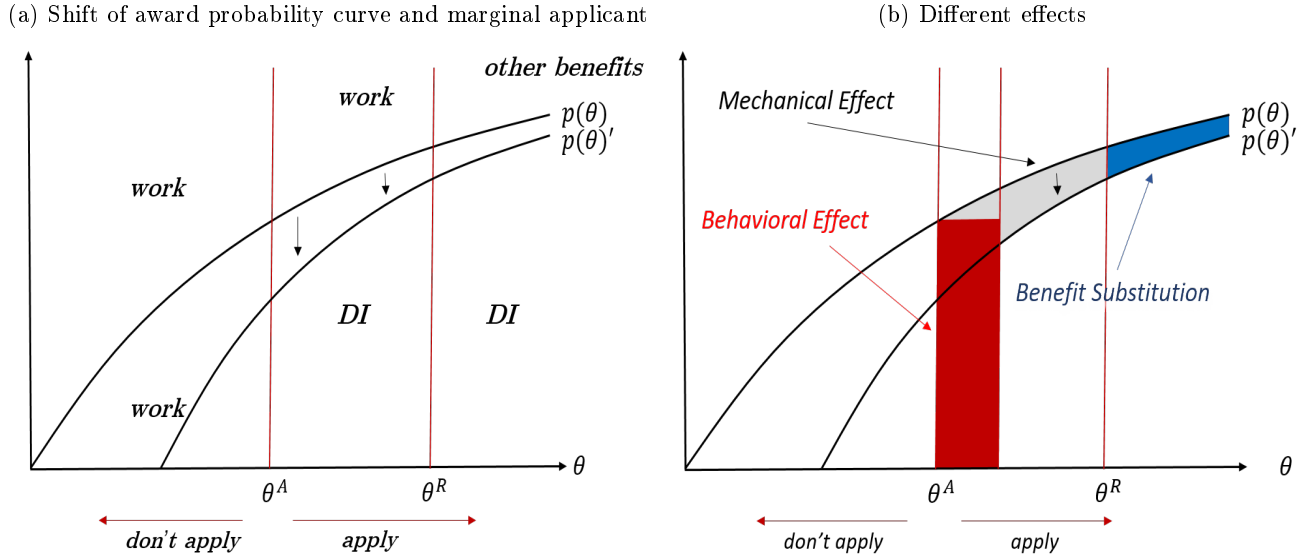 (a) Shift of award probability curve and marginal applicant
other benefits
work
p(θ)
p(θ)′
work
DI
DI
work
θ
θ^A
θ^R
don't apply
apply
(b) Different effects
Mechanical Effect
p(θ)
p(θ)′
Behavioral Effect
Benefit Substitution
θ
θ^A
θ^R
don't apply
apply